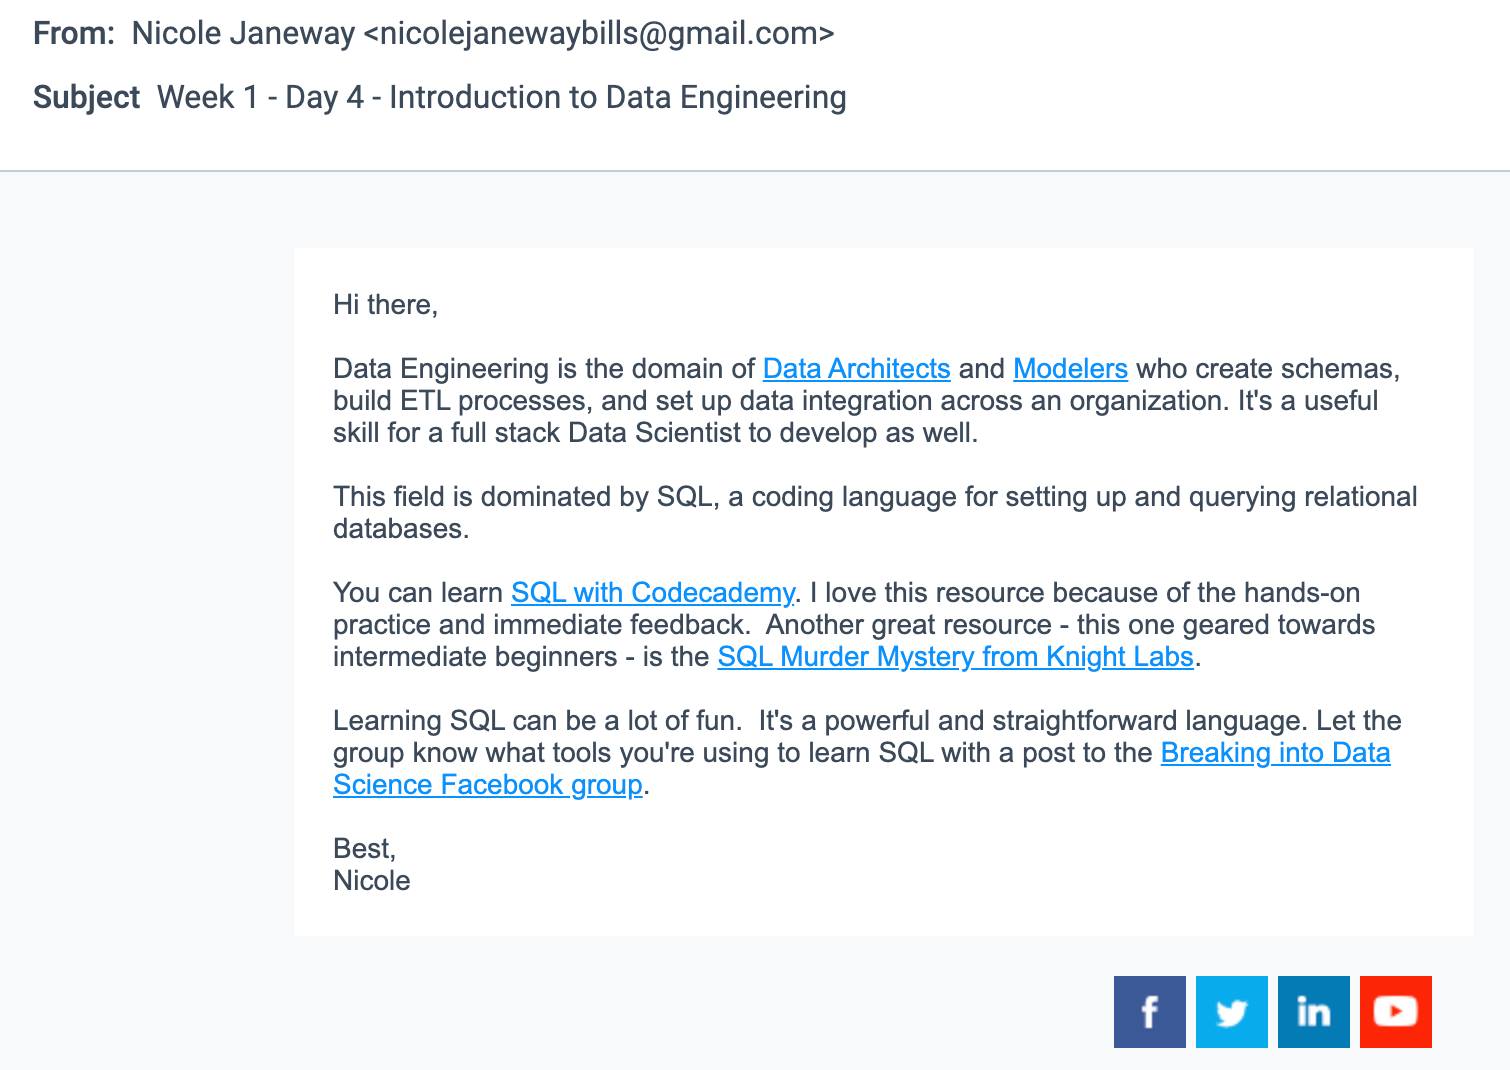 From: Nicole Janeway <nicolejanewaybills@gmail.com>
Subject Week 1 - Day 4 - Introduction to Data Engineering
Hi there,
Data Engineering is the domain of Data Architects and Modelers who create schemas,
build ETL processes, and set up data integration across an organization. It's a useful
skill for a full stack Data Scientist to develop as well.
This field is dominated by SQL, a coding language for setting up and querying relational
databases.
You can learn SQL with Codecademy. I love this resource because of the hands-on
practice and immediate feedback.  Another great resource - this one geared towards
intermediate beginners - is the SQL Murder Mystery from Knight Labs.
Learning SQL can be a lot of fun.  It's a powerful and straightforward language. Let the
group know what tools you're using to learn SQL with a post to the Breaking into Data
Science Facebook group.
Best,
Nicole
f in